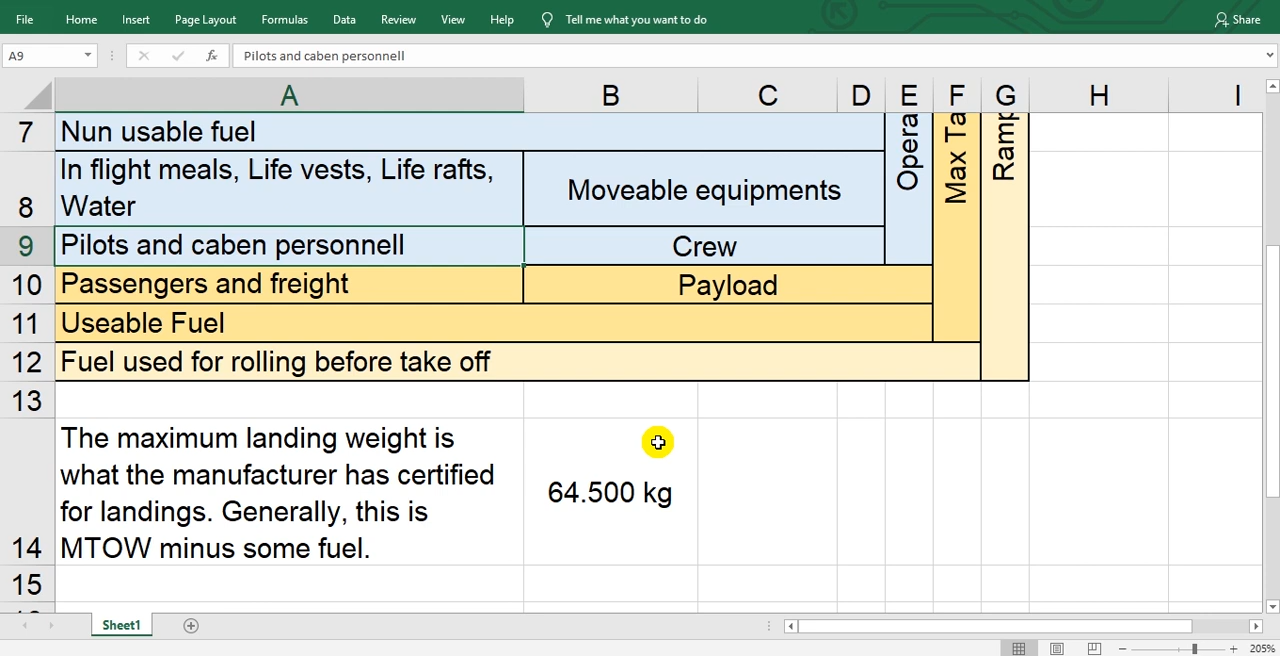 File Home Insert Page Layout Formulas Data Review View Help Tell me what you want to do Share
A9 fx Pilots and caben personnell
A B C D E F G H I
7 Nun usable fuel
Opera
Max Ta
Ramp
In flight meals, Life vests, Life rafts,
8 Water
Moveable equipments
9 Pilots and caben personnell Crew
10 Passengers and freight Payload
11 Useable Fuel
12 Fuel used for rolling before take off
13
The maximum landing weight is
what the manufacturer has certified
for landings. Generally, this is
14 MTOW minus some fuel.
64.500 kg
15
Sheet1
205%